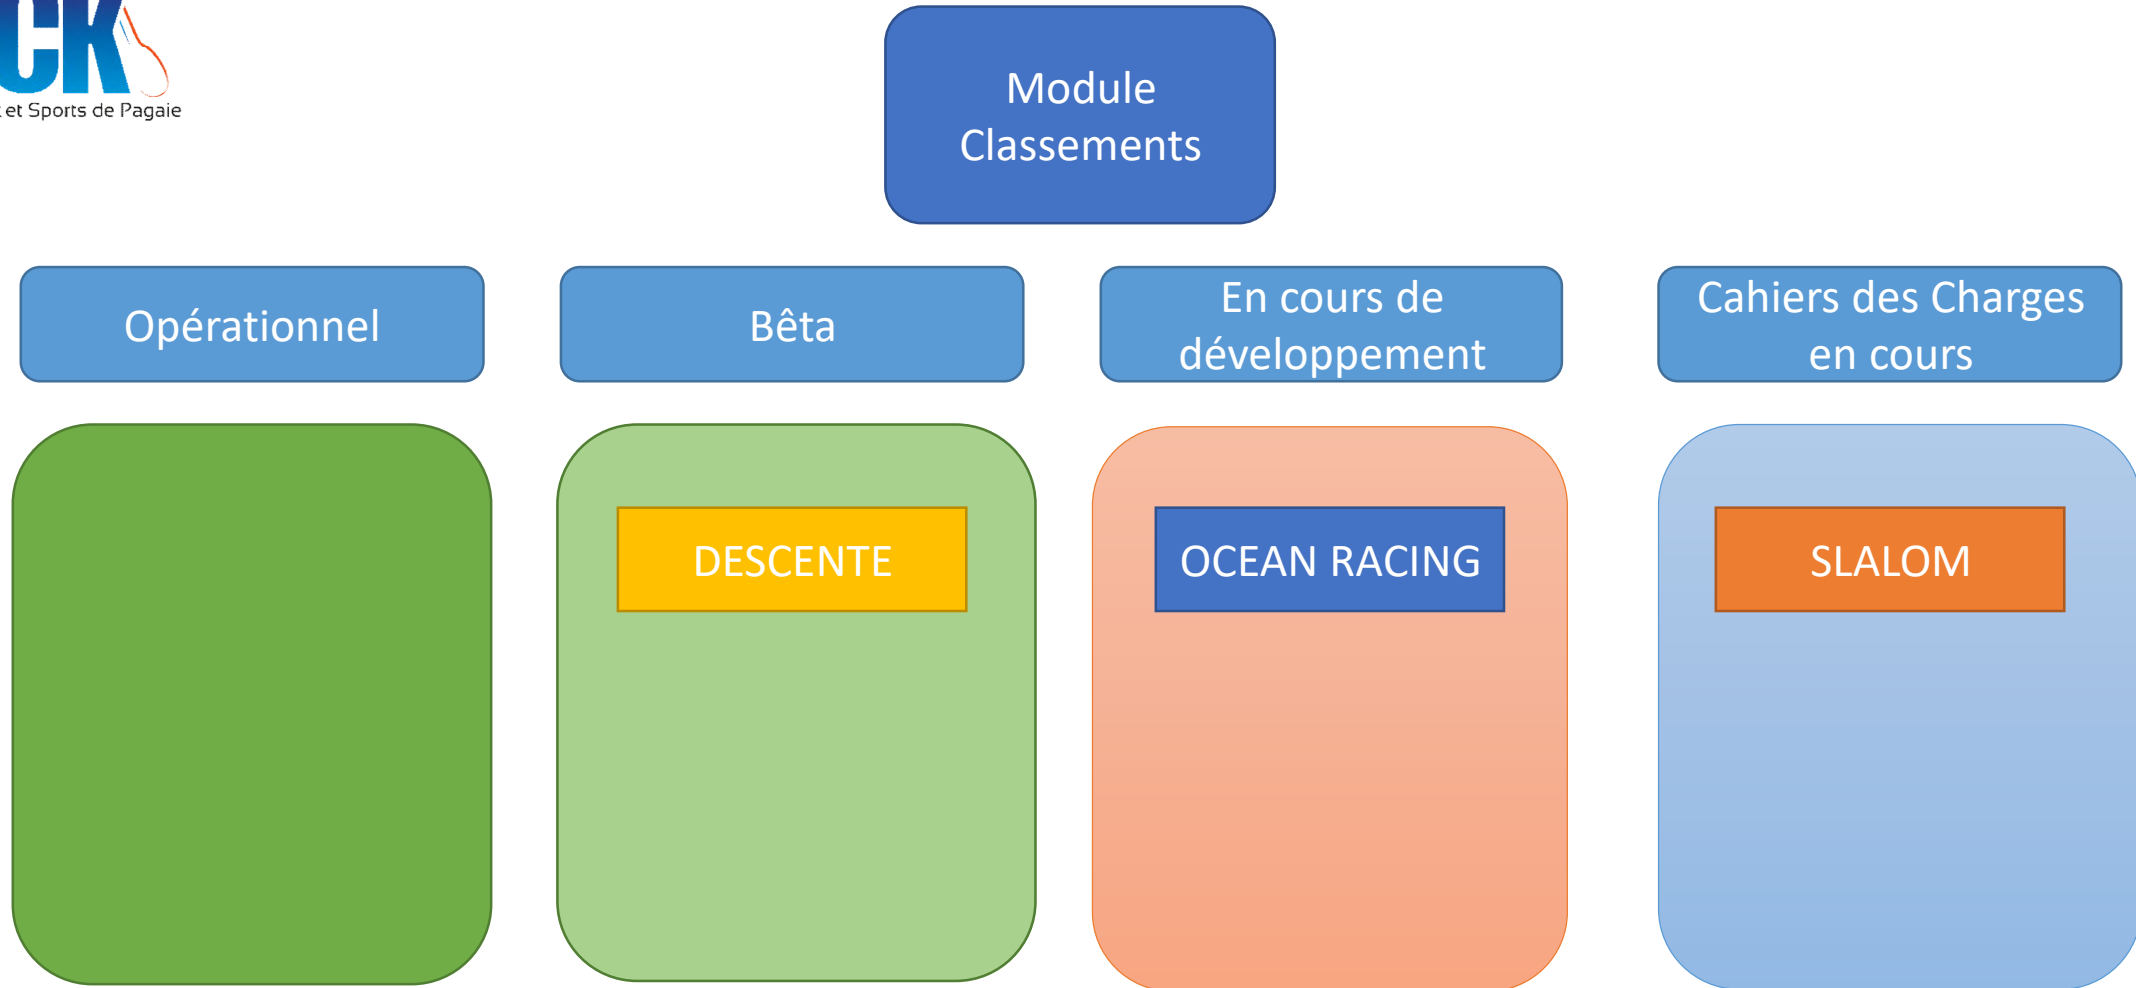 CK
et Sports de Pagaie
Module
Classements
Opérationnel
Bêta
En cours de
développement
Cahiers des Charges
en cours
DESCENTE
OCEAN RACING
SLALOM